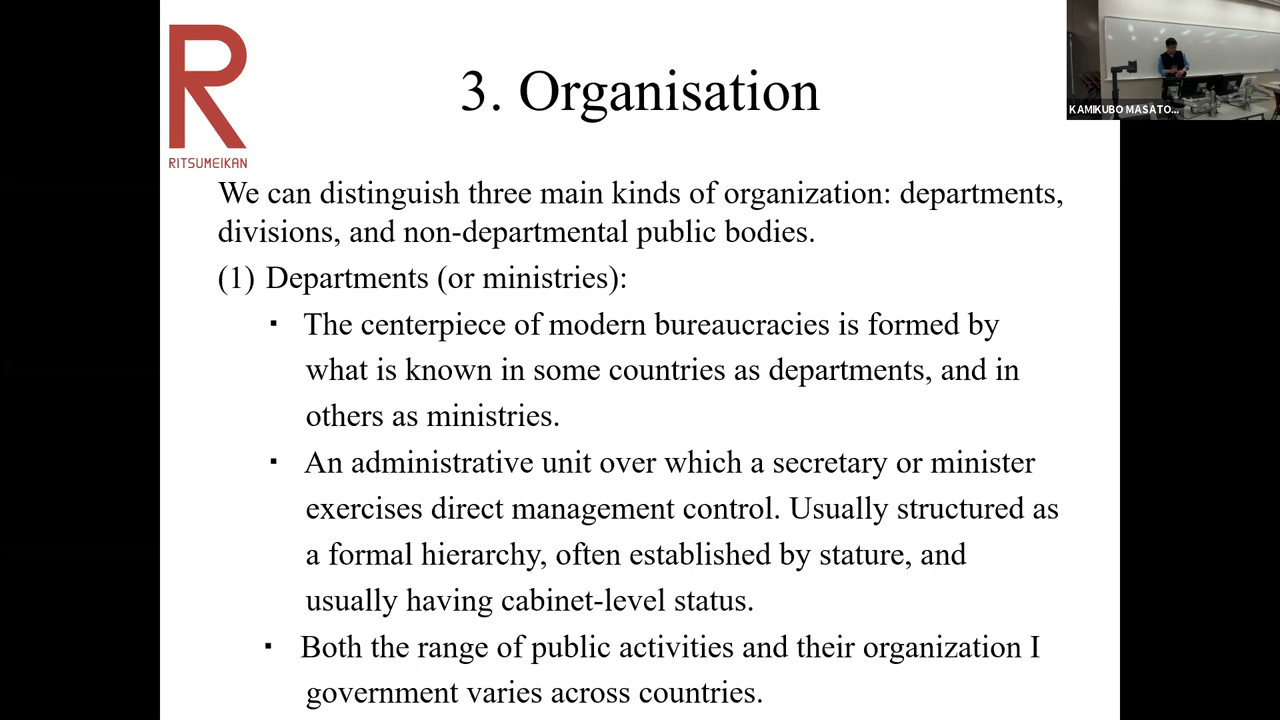 R
RITSUMEIKAN
3. Organisation
KAMIKUBO MASATO...
We can distinguish three main kinds of organization: departments,
divisions, and non-departmental public bodies.
(1) Departments (or ministries):
▪ The centerpiece of modern bureaucracies is formed by
what is known in some countries as departments, and in
others as ministries.
▪ An administrative unit over which a secretary or minister
exercises direct management control. Usually structured as
a formal hierarchy, often established by stature, and
usually having cabinet-level status.
▪ Both the range of public activities and their organization I
government varies across countries.